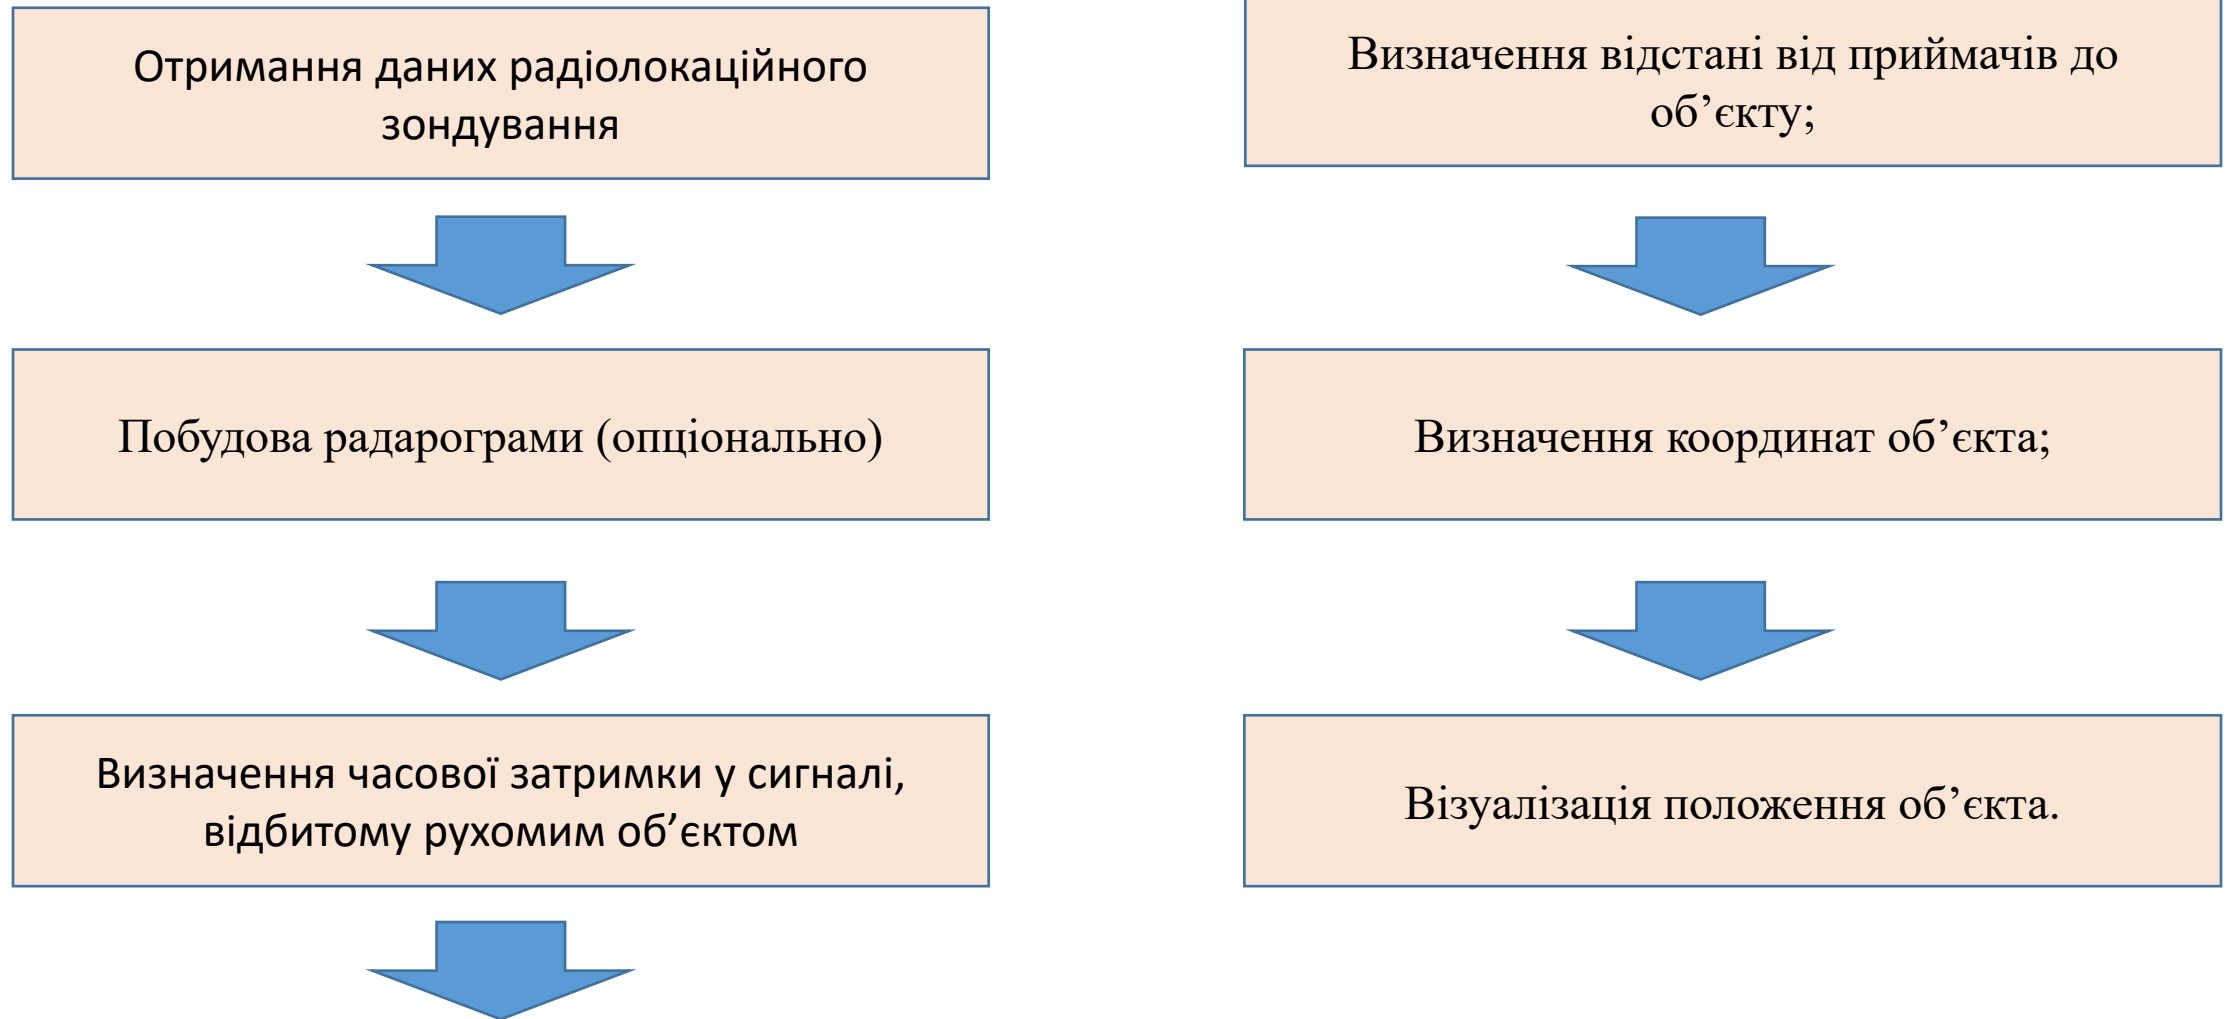 Отримання даних радіолокаційного
зондування
Побудова радарограми (опціонально)
Визначення часової затримки у сигналі,
відбитому рухомим об’єктом
Визначення відстані від приймачів до
об’єкту;
Визначення координат об’єкта;
Візуалізація положення об’єкта.